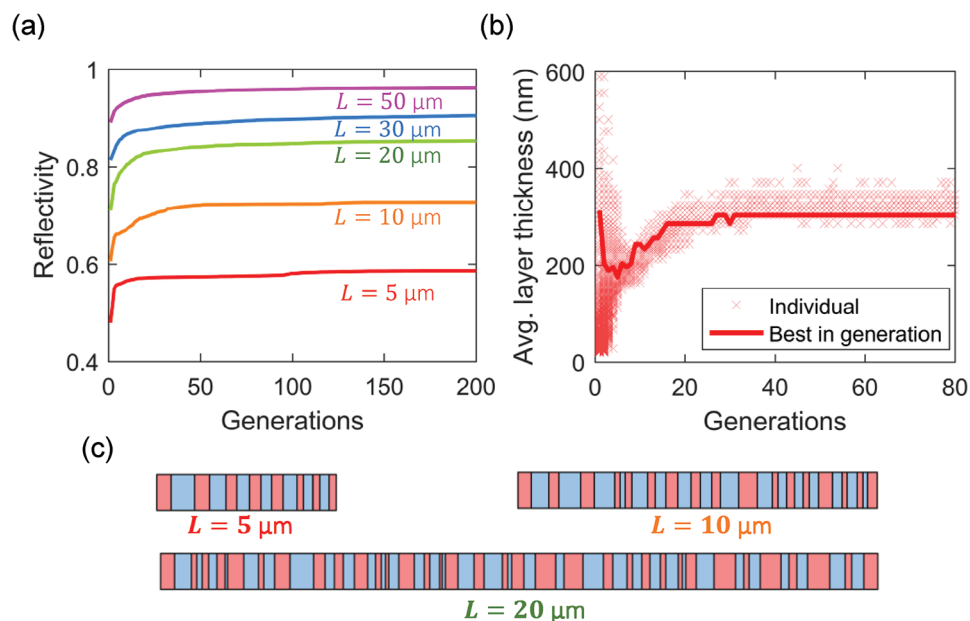 (a)
Reflectivity
1
0.8
0.6
0.4
L = 50 μm
L = 30 μm
L = 20 μm
L = 10 μm
L = 5 μm
0 50 100 150 200
Generations
(b)
Avg. layer thickness (nm)
600
400
200
0
Individual
Best in generation
0 20 40 60 80
Generations
(c)
L = 5 μm
L = 10 μm
L = 20 μm